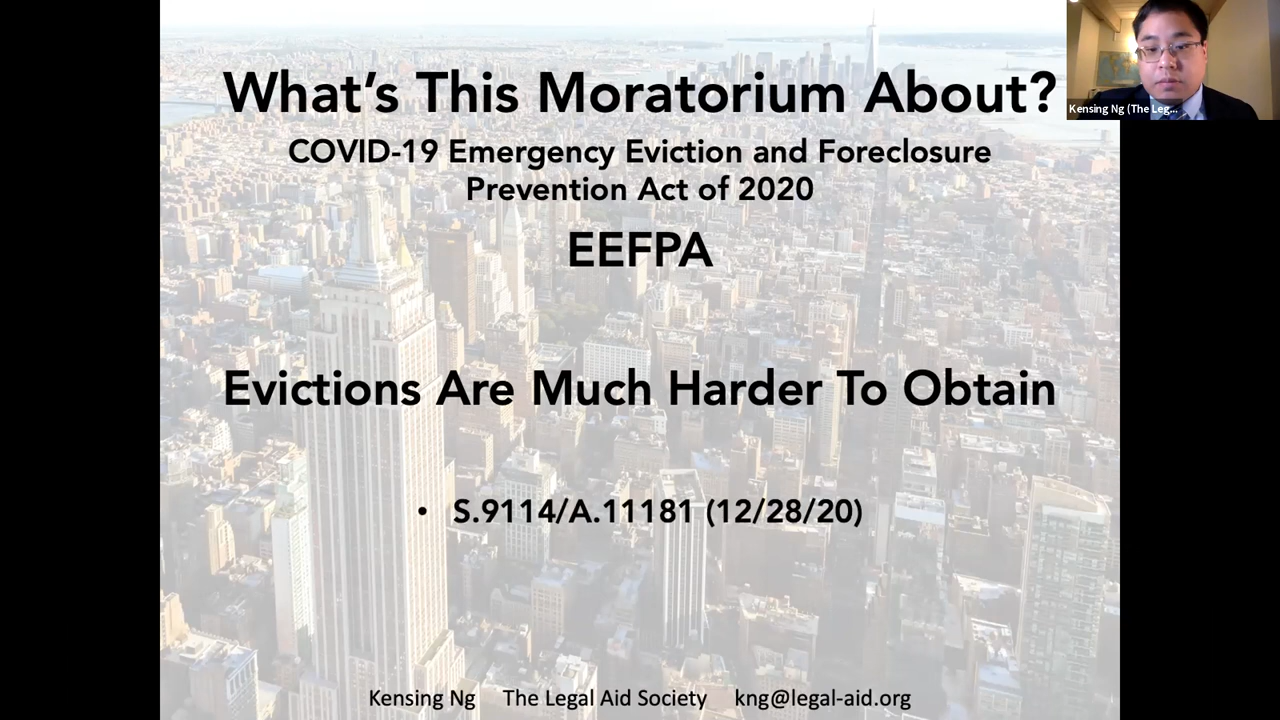 What's This Moratorium About?
COVID-19 Emergency Eviction and Foreclosure
Prevention Act of 2020
EEFPA
Evictions Are Much Harder To Obtain
• S.9114/A.11181 (12/28/20)
Kensing Ng The Legal Aid Society kng@legal-aid.org
Kensing Ng (The Leg...